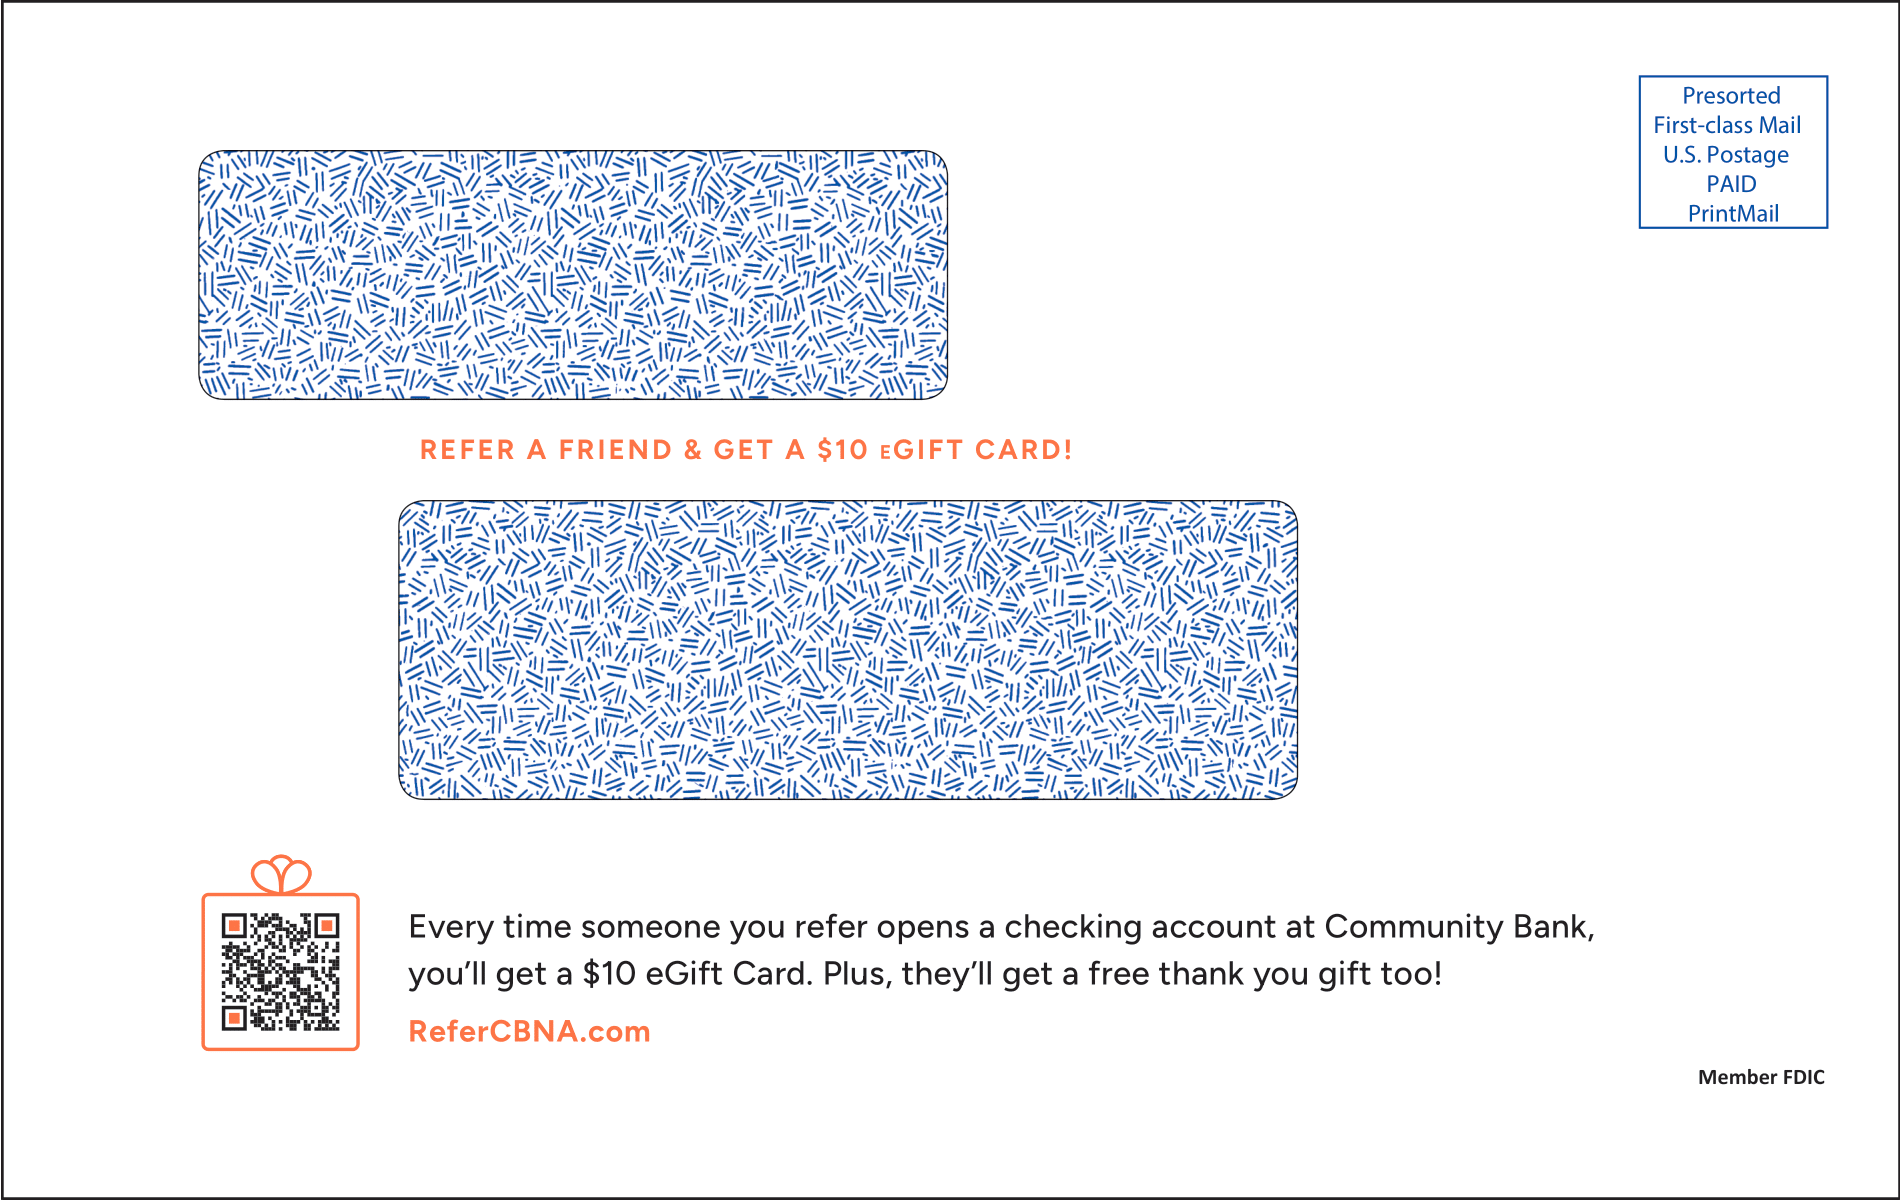 Presorted
First-class Mail
U.S. Postage
PAID
PrintMail
REFER A FRIEND & GET A $10 EGIFT CARD!
Every time someone you refer opens a checking account at Community Bank,
you’ll get a $10 eGift Card. Plus, they’ll get a free thank you gift too!
ReferCBNA.com
Member FDIC